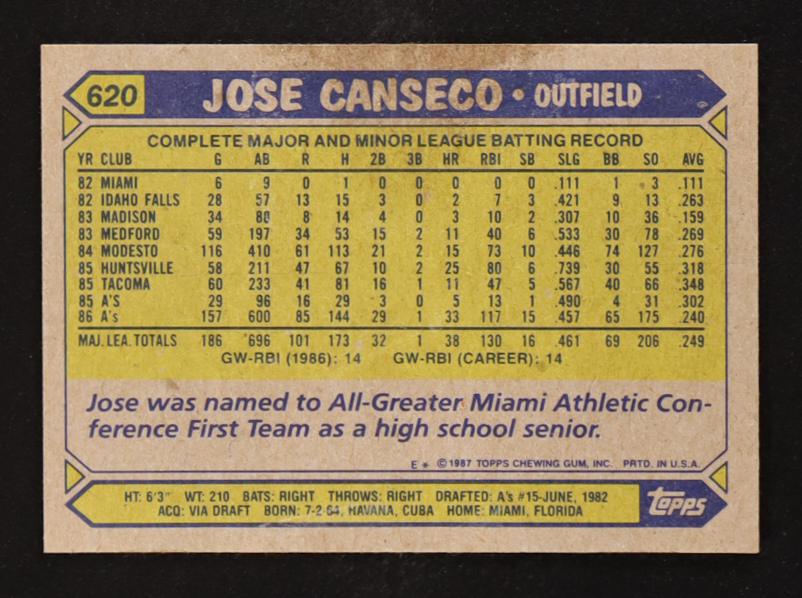 620 JOSE CANSECO • OUTFIELD
COMPLETE MAJOR AND MINOR LEAGUE BATTING RECORD
YR CLUB G AB R H 2B 3B HR RBI SB SLG BB SO AVG
82 MIAMI 6 9 0 1 0 0 0 0 0 .111 1 3 .111
82 IDAHO FALLS 28 57 13 15 3 0 2 7 3 .421 9 13 .263
83 MADISON 34 88 8 14 4 0 3 10 2 .307 10 36 .159
83 MEDFORD 59 197 34 53 15 2 11 40 6 .533 30 78 .269
84 MODESTO 116 410 61 113 21 2 15 73 10 .446 74 127 .276
85 HUNTSVILLE 58 211 47 67 10 2 25 80 6 .739 30 55 .318
85 TACOMA 60 233 41 81 16 1 11 47 5 .567 40 66 .348
85 A'S 29 96 16 29 3 0 5 13 1 .490 4 31 .302
86 A's 157 600 85 144 29 1 33 117 15 .457 65 175 .240
MAJ. LEA. TOTALS 186 696 101 173 32 1 38 130 16 .461 69 206 .249
GW-RBI (1986): 14 GW-RBI (CAREER): 14
Jose was named to All-Greater Miami Athletic Con-
ference First Team as a high school senior.
E* ©1987 TOPPS CHEWING GUM, INC. PRTD. IN U.S.A.
HT: 6'3" WT: 210 BATS: RIGHT THROWS: RIGHT DRAFTED: A's #15-JUNE, 1982
ACQ: VIA DRAFT BORN: 7-2-64, HAVANA, CUBA HOME: MIAMI, FLORIDA
topps